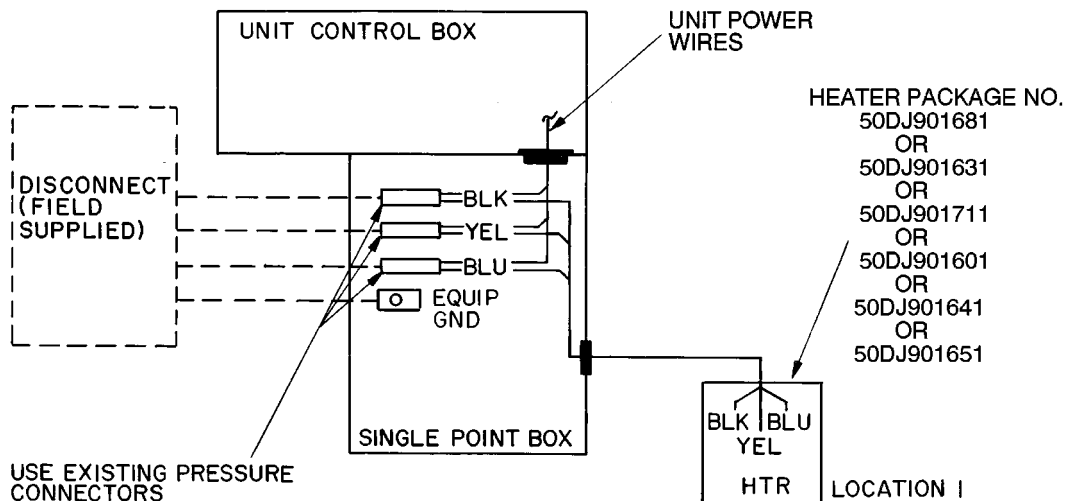 UNIT CONTROL BOX
UNIT POWER
WIRES
HEATER PACKAGE NO.
50DJ901681
OR
50DJ901631
OR
50DJ901711
OR
50DJ901601
OR
50DJ901641
OR
50DJ901651
DISCONNECT
(FIELD
SUPPLIED)
BLK
YEL
BLU
EQUIP
GND
SINGLE POINT BOX
USE EXISTING PRESSURE
CONNECTORS
BLK BLU
YEL
HTR
LOCATION I